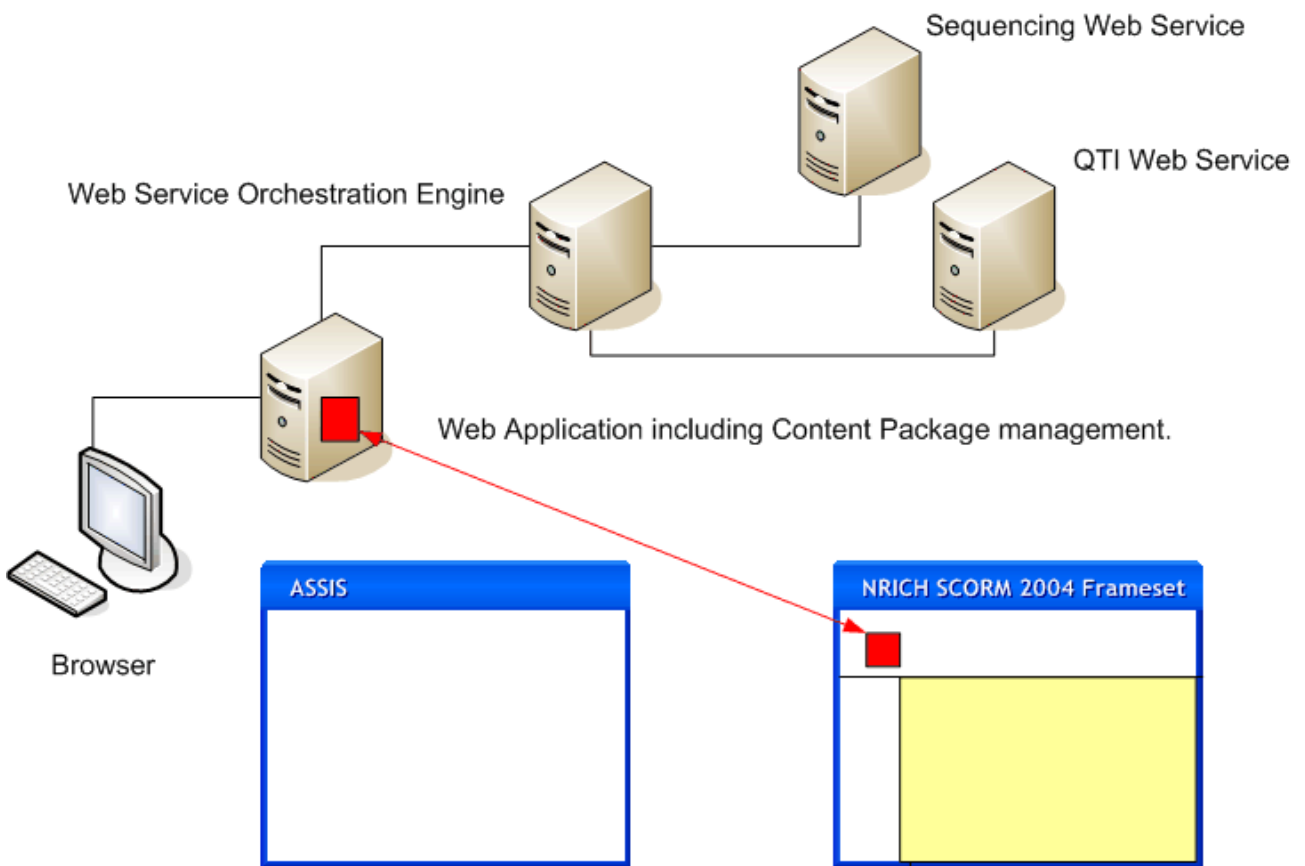 Sequencing Web Service
QTI Web Service
Web Service Orchestration Engine
Web Application including Content Package management.
Browser
ASSIS
NRICH SCORM 2004 Frameset